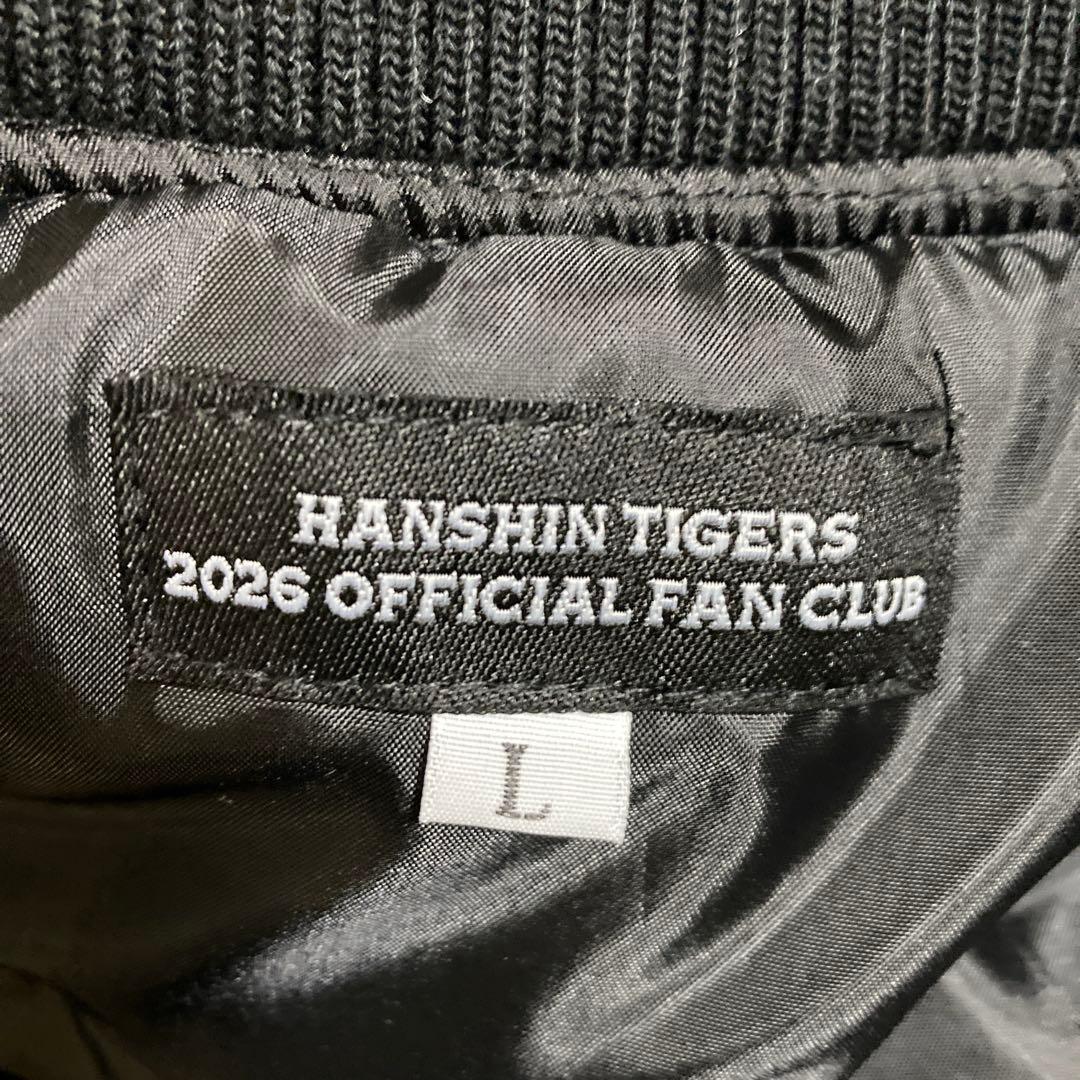 HANSHIN TIGERS
2026 OFFICIAL FAN CLUB
L